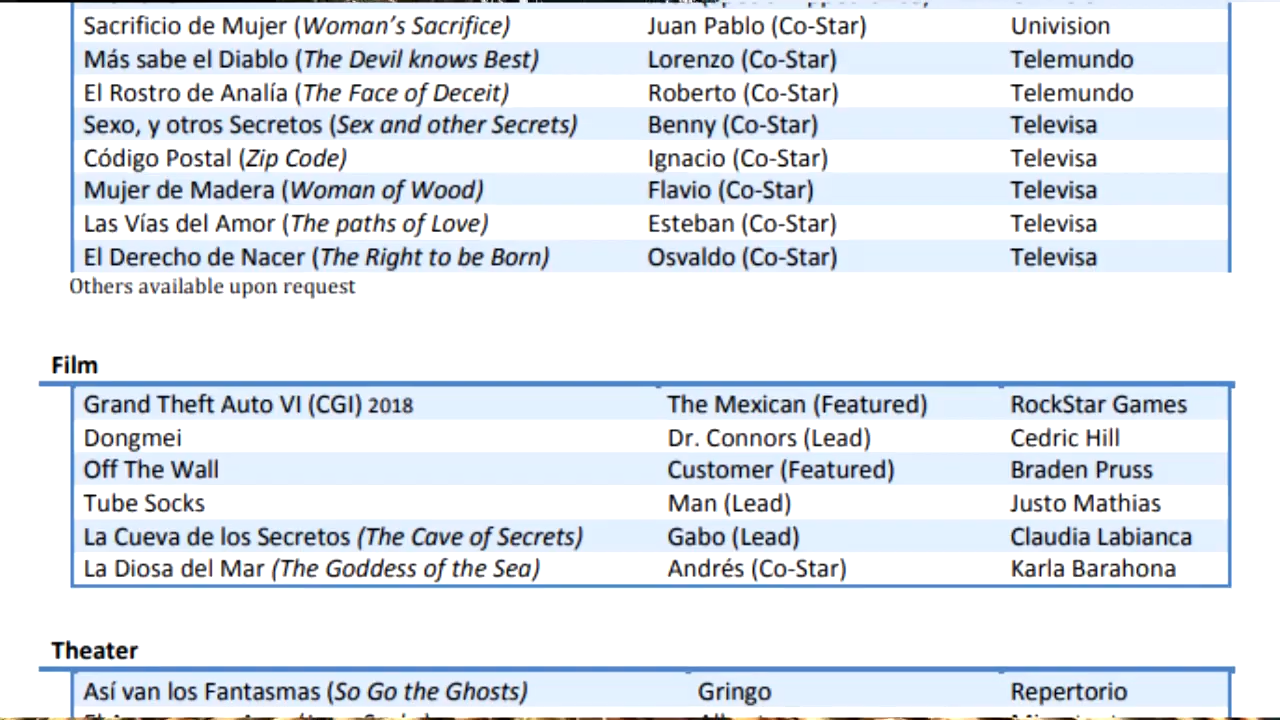 Sacrificio de Mujer (Woman’s Sacrifice) Juan Pablo (Co-Star) Univision
Más sabe el Diablo (The Devil knows Best) Lorenzo (Co-Star) Telemundo
El Rostro de Analía (The Face of Deceit) Roberto (Co-Star) Telemundo
Sexo, y otros Secretos (Sex and other Secrets) Benny (Co-Star) Televisa
Código Postal (Zip Code) Ignacio (Co-Star) Televisa
Mujer de Madera (Woman of Wood) Flavio (Co-Star) Televisa
Las Vías del Amor (The paths of Love) Esteban (Co-Star) Televisa
El Derecho de Nacer (The Right to be Born) Osvaldo (Co-Star) Televisa
Others available upon request
Film
Grand Theft Auto VI (CGI) 2018 The Mexican (Featured) RockStar Games
Dongmei Dr. Connors (Lead) Cedric Hill
Off The Wall Customer (Featured) Braden Pruss
Tube Socks Man (Lead) Justo Mathias
La Cueva de los Secretos (The Cave of Secrets) Gabo (Lead) Claudia Labianca
La Diosa del Mar (The Goddess of the Sea) Andrés (Co-Star) Karla Barahona
Theater
Así van los Fantasmas (So Go the Ghosts) Gringo Repertorio